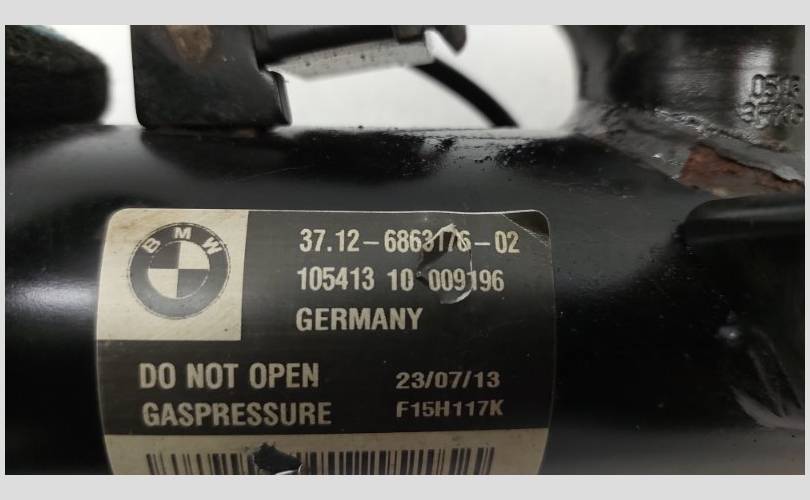 BMW
37.12-6863176-02
105413 10 009196
GERMANY
DO NOT OPEN
23/07/13
GASPRESSURE
F15H117K